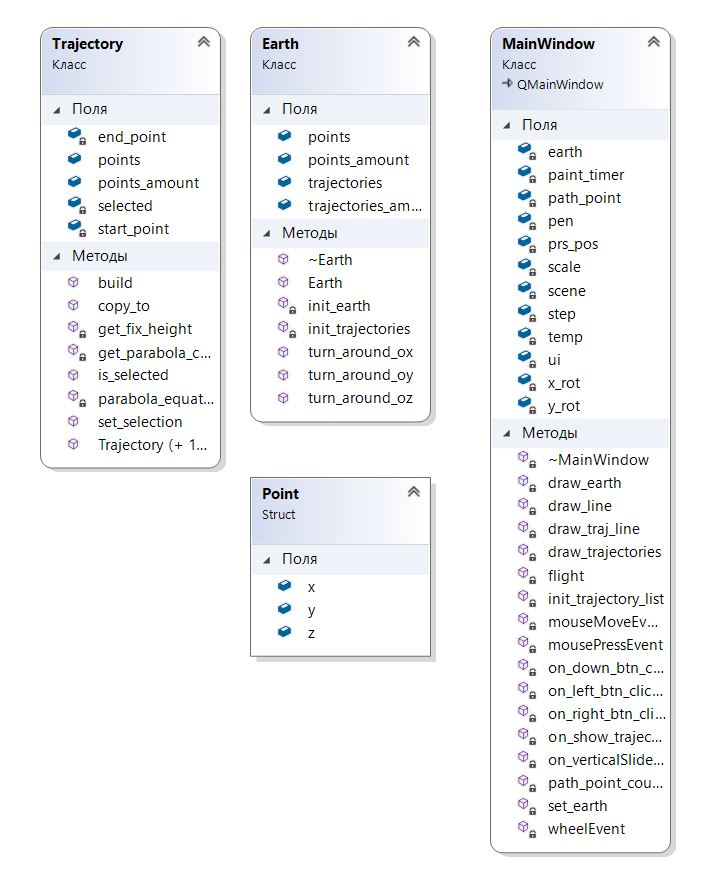 Trajectory
Класс
Поля
end_point
points
points_amount
selected
start_point
Методы
build
copy_to
get_fix_height
get_parabola_c...
is_selected
parabola_equat...
set_selection
Trajectory (+ 1...
Earth
Класс
Поля
points
points_amount
trajectories
trajectories_am...
Методы
~Earth
Earth
init_earth
init_trajectories
turn_around_ox
turn_around_oy
turn_around_oz
Point
Struct
Поля
x
y
z
MainWindow
Класс
QMainWindow
Поля
earth
paint_timer
path_point
pen
prs_pos
scale
scene
step
temp
ui
x_rot
y_rot
Методы
~MainWindow
draw_earth
draw_line
draw_traj_line
draw_trajectories
flight
init_trajectory_list
mouseMoveEv...
mousePressEvent
on_down_btn_c...
on_left_btn_clic...
on_right_btn_cli...
on_show_trajec...
on_verticalSlide...
path_point_cou...
set_earth
wheelEvent